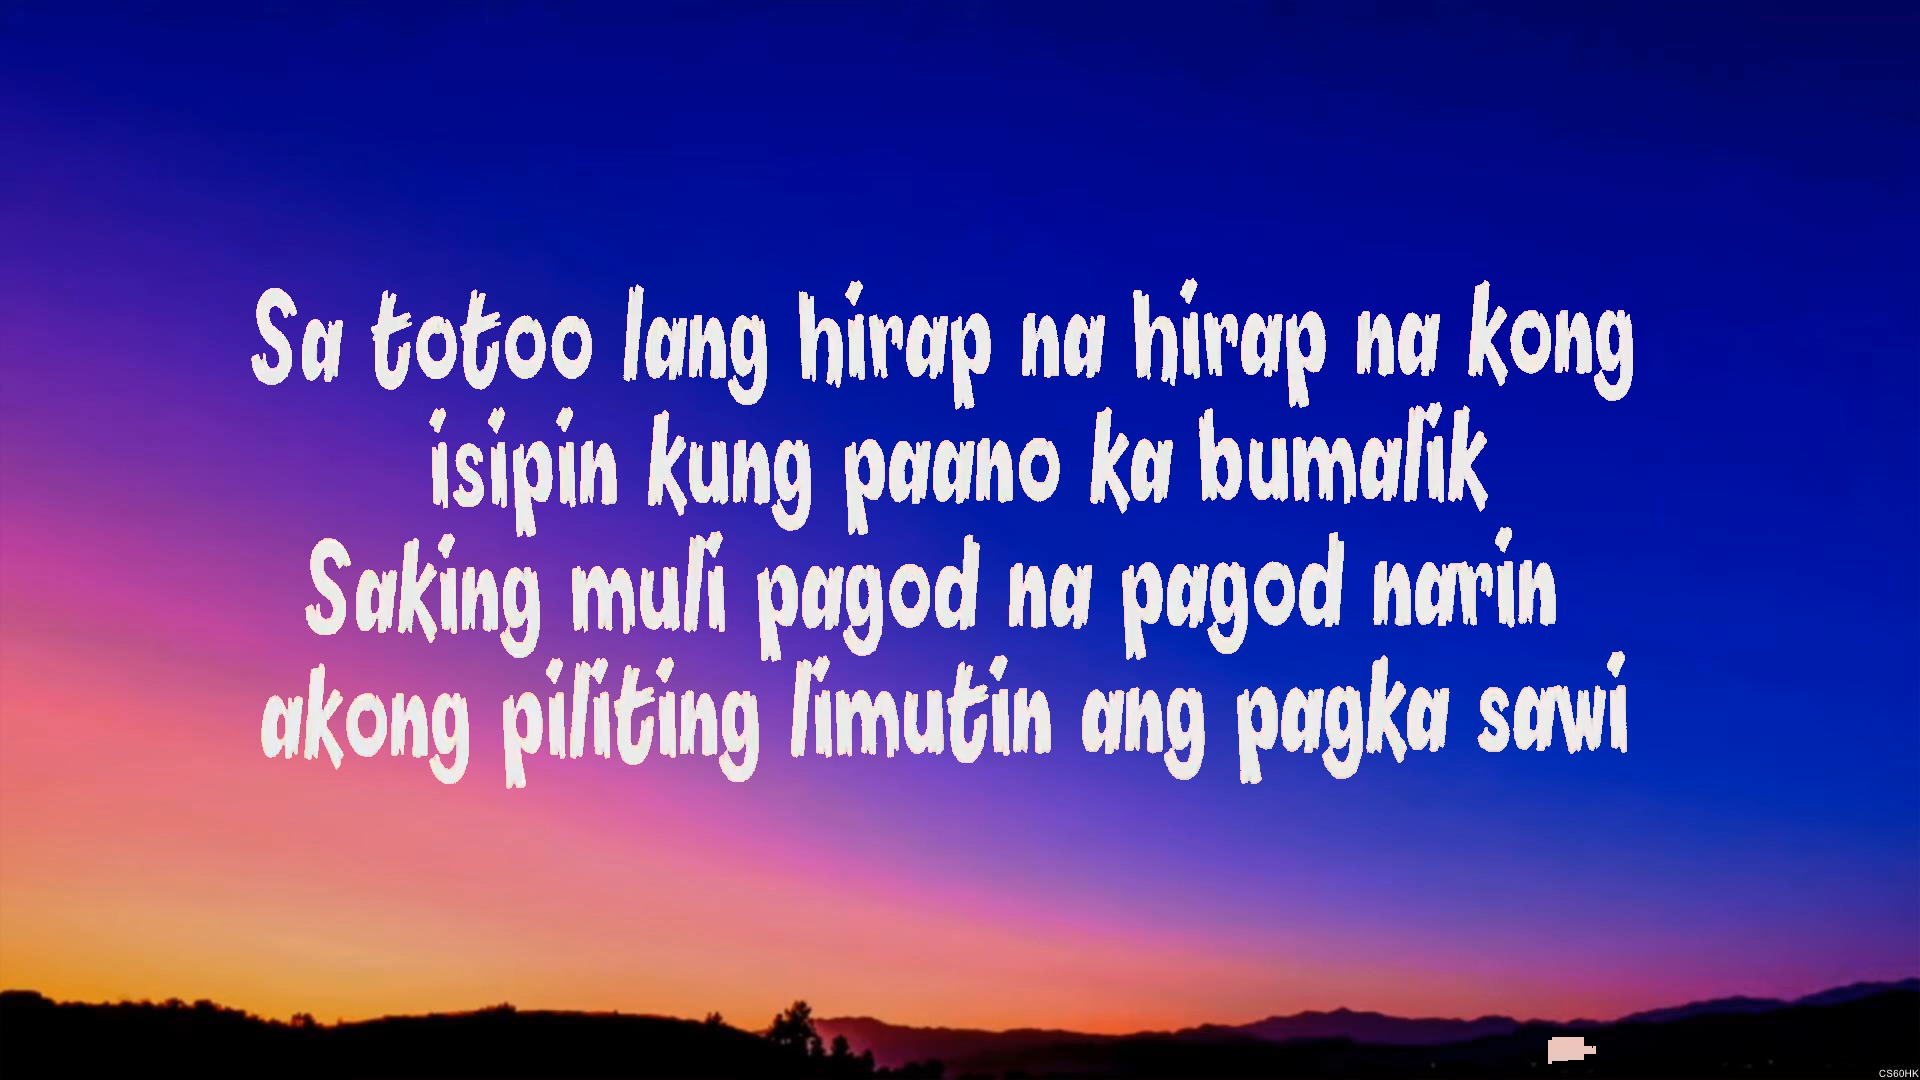 Sa totoo lang hirap na hirap na kong
isipin kung paano ka bumalik
Saking muli pagod na pagod narin
akong piliting limutin ang pagka sawi
CS60HK